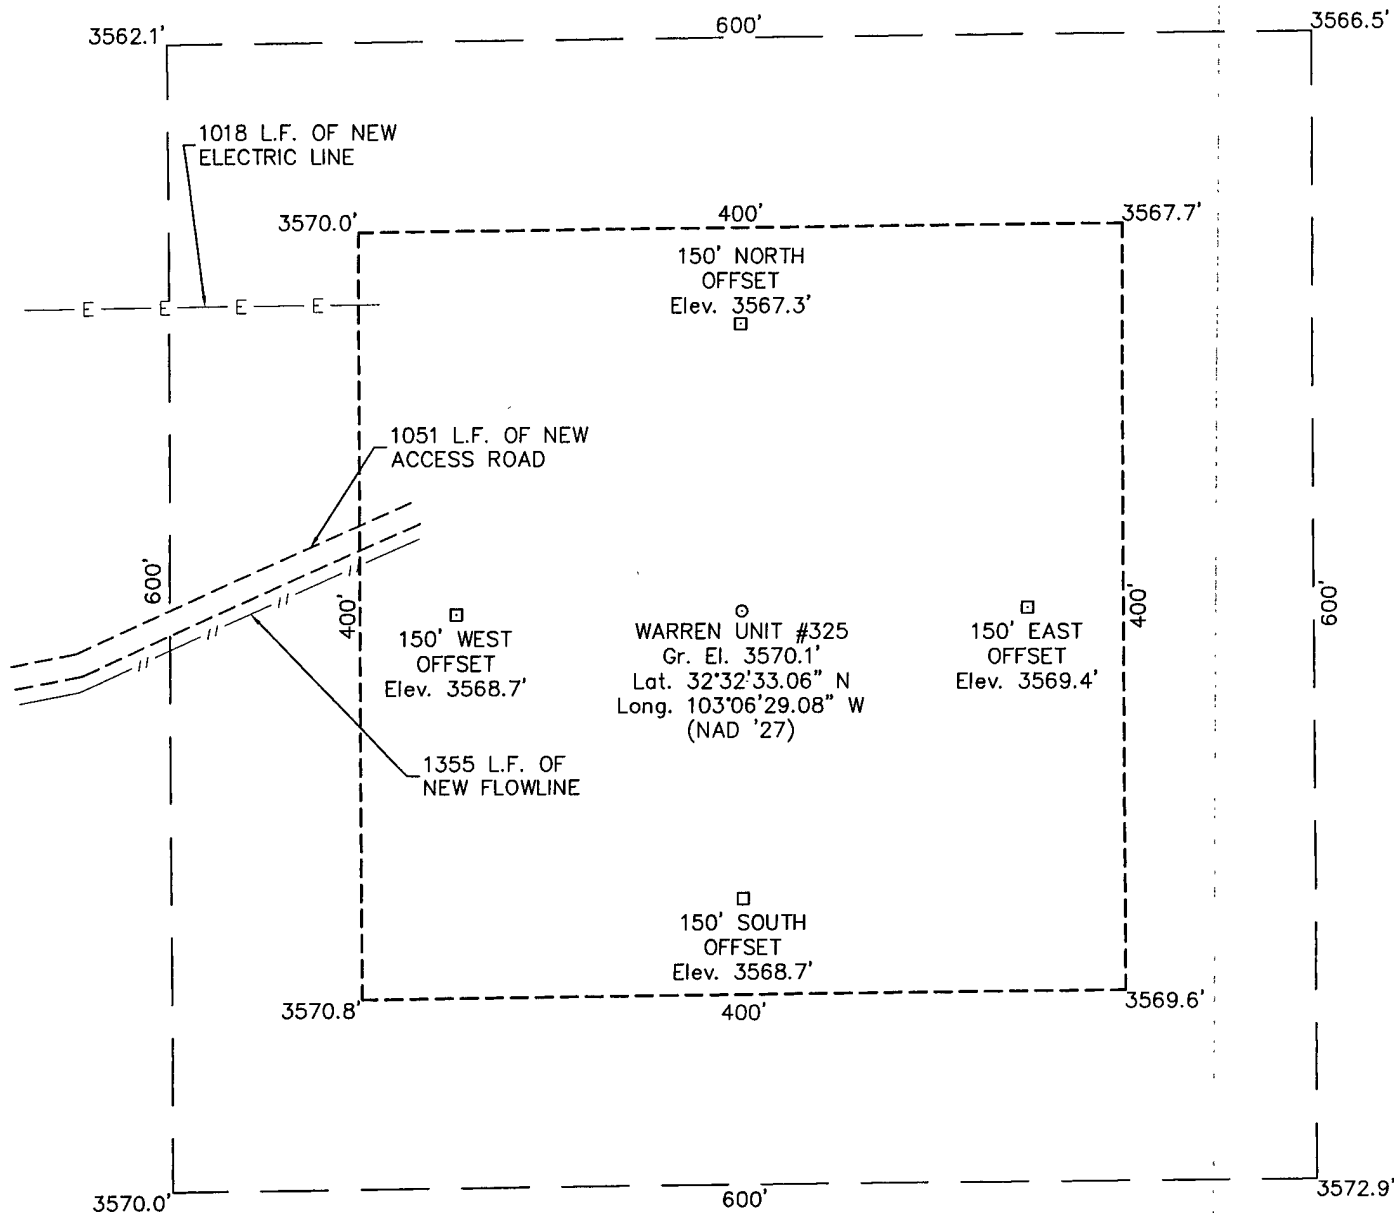 3562.1'
600'
3566.5'
1018 L.F. OF NEW
ELECTRIC LINE
3570.0'
400'
3567.7'
150' NORTH
OFFSET
Elev. 3567.3'
E E E E
1051 L.F. OF NEW
ACCESS ROAD
600'
400'
150' WEST
OFFSET
Elev. 3568.7'
WARREN UNIT #325
Gr. El. 3570.1'
Lat. 32°32'33.06" N
Long. 103°06'29.08" W
(NAD '27)
150' EAST
OFFSET
Elev. 3569.4'
400'
600'
1355 L.F. OF
NEW FLOWLINE
150' SOUTH
OFFSET
Elev. 3568.7'
3570.8'
400'
3569.6'
3570.0'
600'
3572.9'